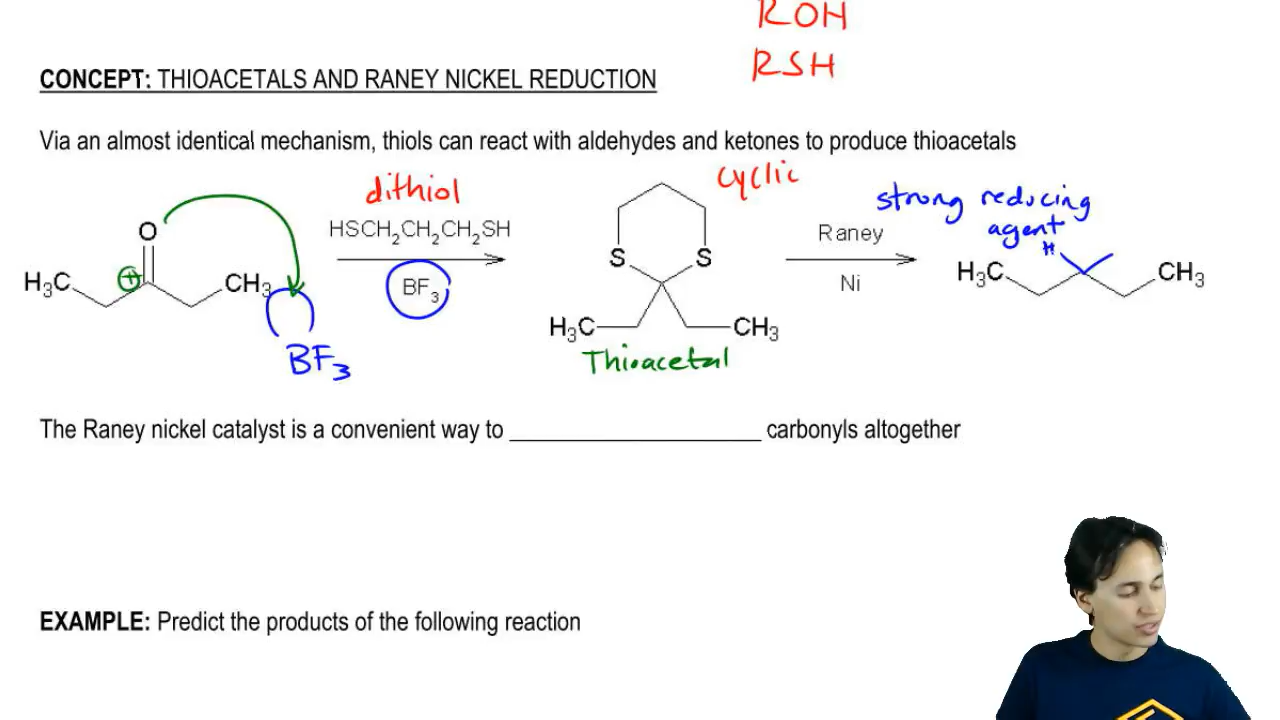 ROH
RSH
CONCEPT: THIOACETALS AND RANEY NICKEL REDUCTION
Via an almost identical mechanism, thiols can react with aldehydes and ketones to produce thioacetals
dithiol
cyclic
strong reducing
agent
O
HSCH2CH2CH2SH
Raney
H
H3C
+
CH3
BF3
S
S
Ni
H3C
CH3
H3C
CH3
BF3
Thioacetal
The Raney nickel catalyst is a convenient way to ____________________ carbonyls altogether
EXAMPLE: Predict the products of the following reaction